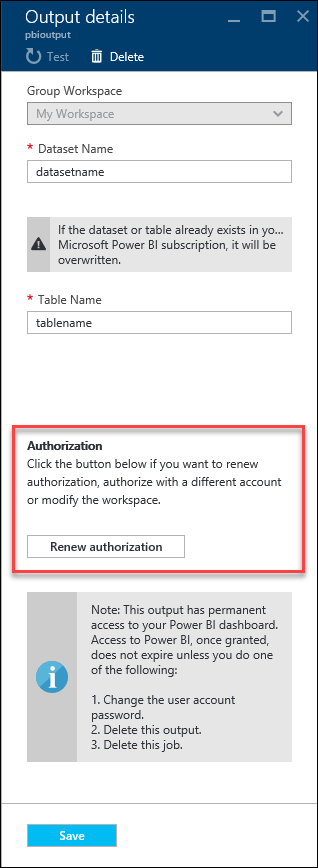 Output details
pbioutput
Test Delete
Group Workspace
My Workspace
* Dataset Name
datasetname
If the dataset or table already exists in yo...
Microsoft Power BI subscription, it will be
overwritten.
* Table Name
tablename
Authorization
Click the button below if you want to renew
authorization, authorize with a different account
or modify the workspace.
Renew authorization
Note: This output has permanent
access to your Power BI dashboard.
Access to Power BI, once granted,
does not expire unless you do one
of the following:
1. Change the user account
password.
2. Delete this output.
3. Delete this job.
Save